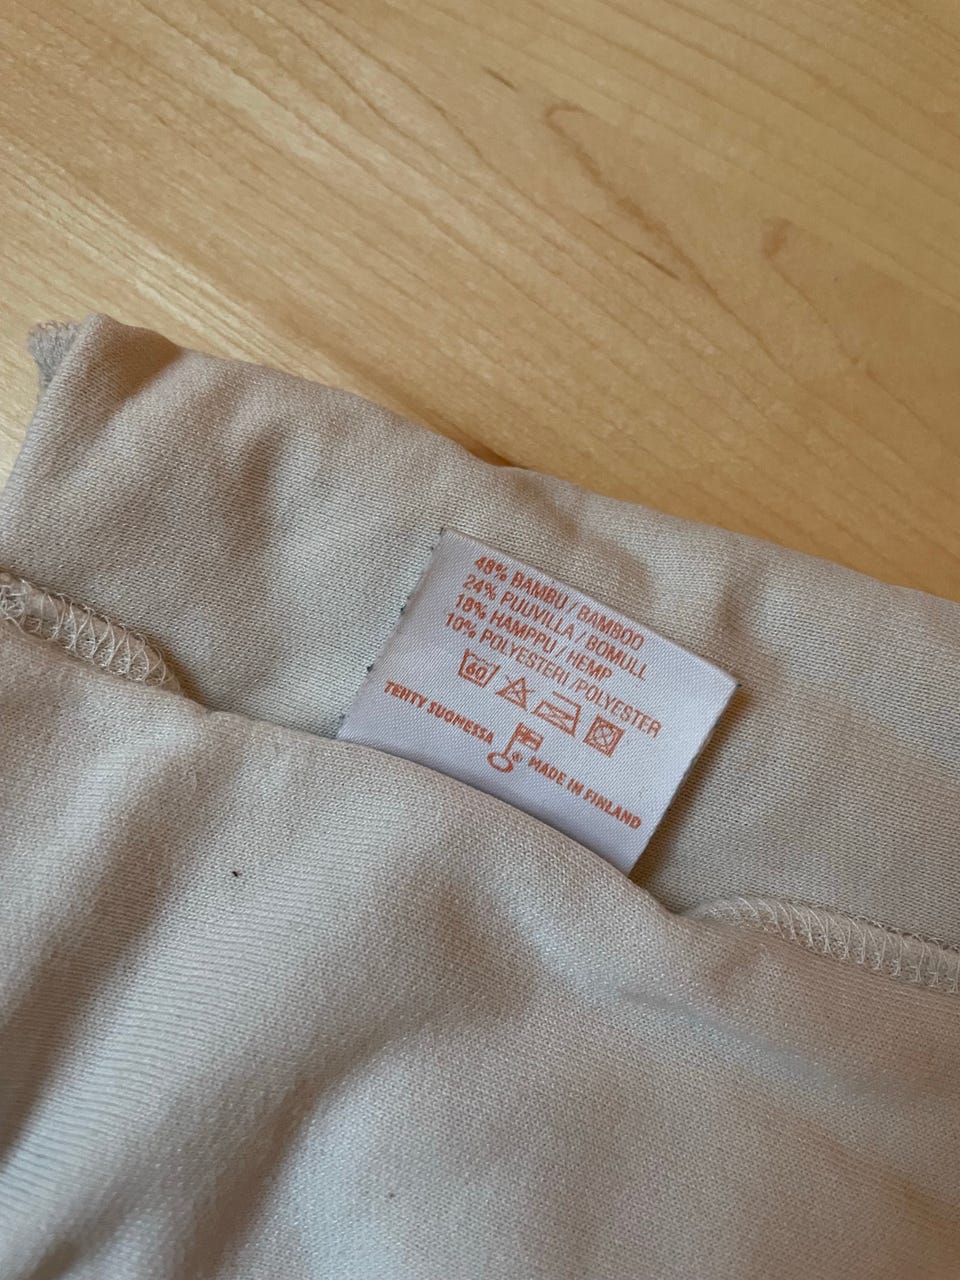 48% BAMBU / BAMBOO
24% PUUVILLA / BOMULL
18% HAMPPU / HEMP
10% POLYESTERI /POLYESTER
60
TEHTY SUOMESSA ® MADE IN FINLAND